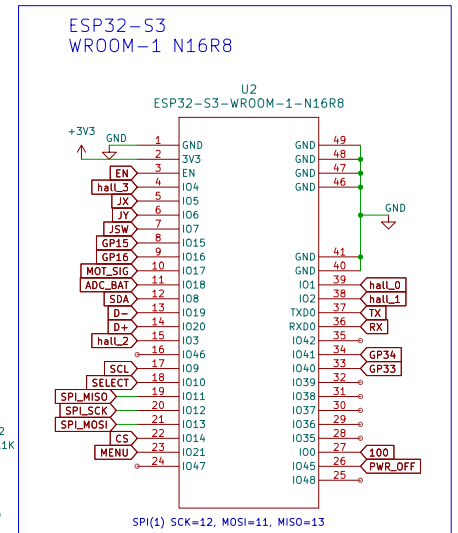 ESP32-S3
WROOM-1 N16R8
U2
ESP32-S3-WROOM-1-N16R8
+3V3
GND
1 GND
2 3V3
EN 3 EN
hall_3 4 IO4
JX 5 IO5
JY 6 IO6
JSW 7 IO7
GP15 8 IO15
GP16 9 IO16
MOT_SIG 10 IO17
ADC_BAT 11 IO18
SDA 12 IO8
D- 13 IO19
D+ 14 IO20
hall_2 15 IO3
16 IO46
SCL 17 IO9
SELECT 18 IO10
SPI_MISO 19 IO11
SPI_SCK 20 IO12
SPI_MOSI 21 IO13
CS 22 IO14
MENU 23 IO21
24 IO47
GND 49
GND 48
GND 47
GND 46
GND
GND 41
GND 40
IO1 39 hall_0
IO2 38 hall_1
TXD0 37 TX
RXD0 36 RX
IO42 35
IO41 34 GP34
IO40 33 GP33
IO39 32
IO38 31
IO37 30
IO36 29
IO35 28
IO0 27 IO0
IO45 26 PWR_OFF
IO48 25
2
1K
SPI(1) SCK=12, MOSI=11, MISO=13